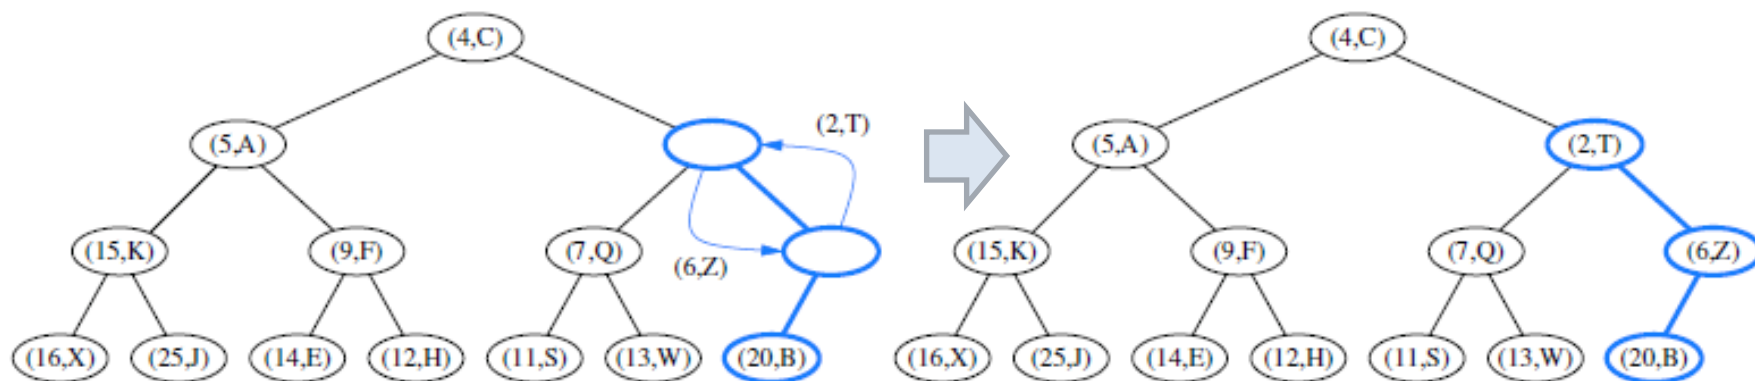 (4,C)
(5,A)
(2,T)
(15,K) (9,F) (7,Q)
(6,Z)
(16,X) (25,J) (14,E) (12,H) (11,S) (13,W) (20,B)
(4,C)
(5,A) (2,T)
(15,K) (9,F) (7,Q) (6,Z)
(16,X) (25,J) (14,E) (12,H) (11,S) (13,W) (20,B)